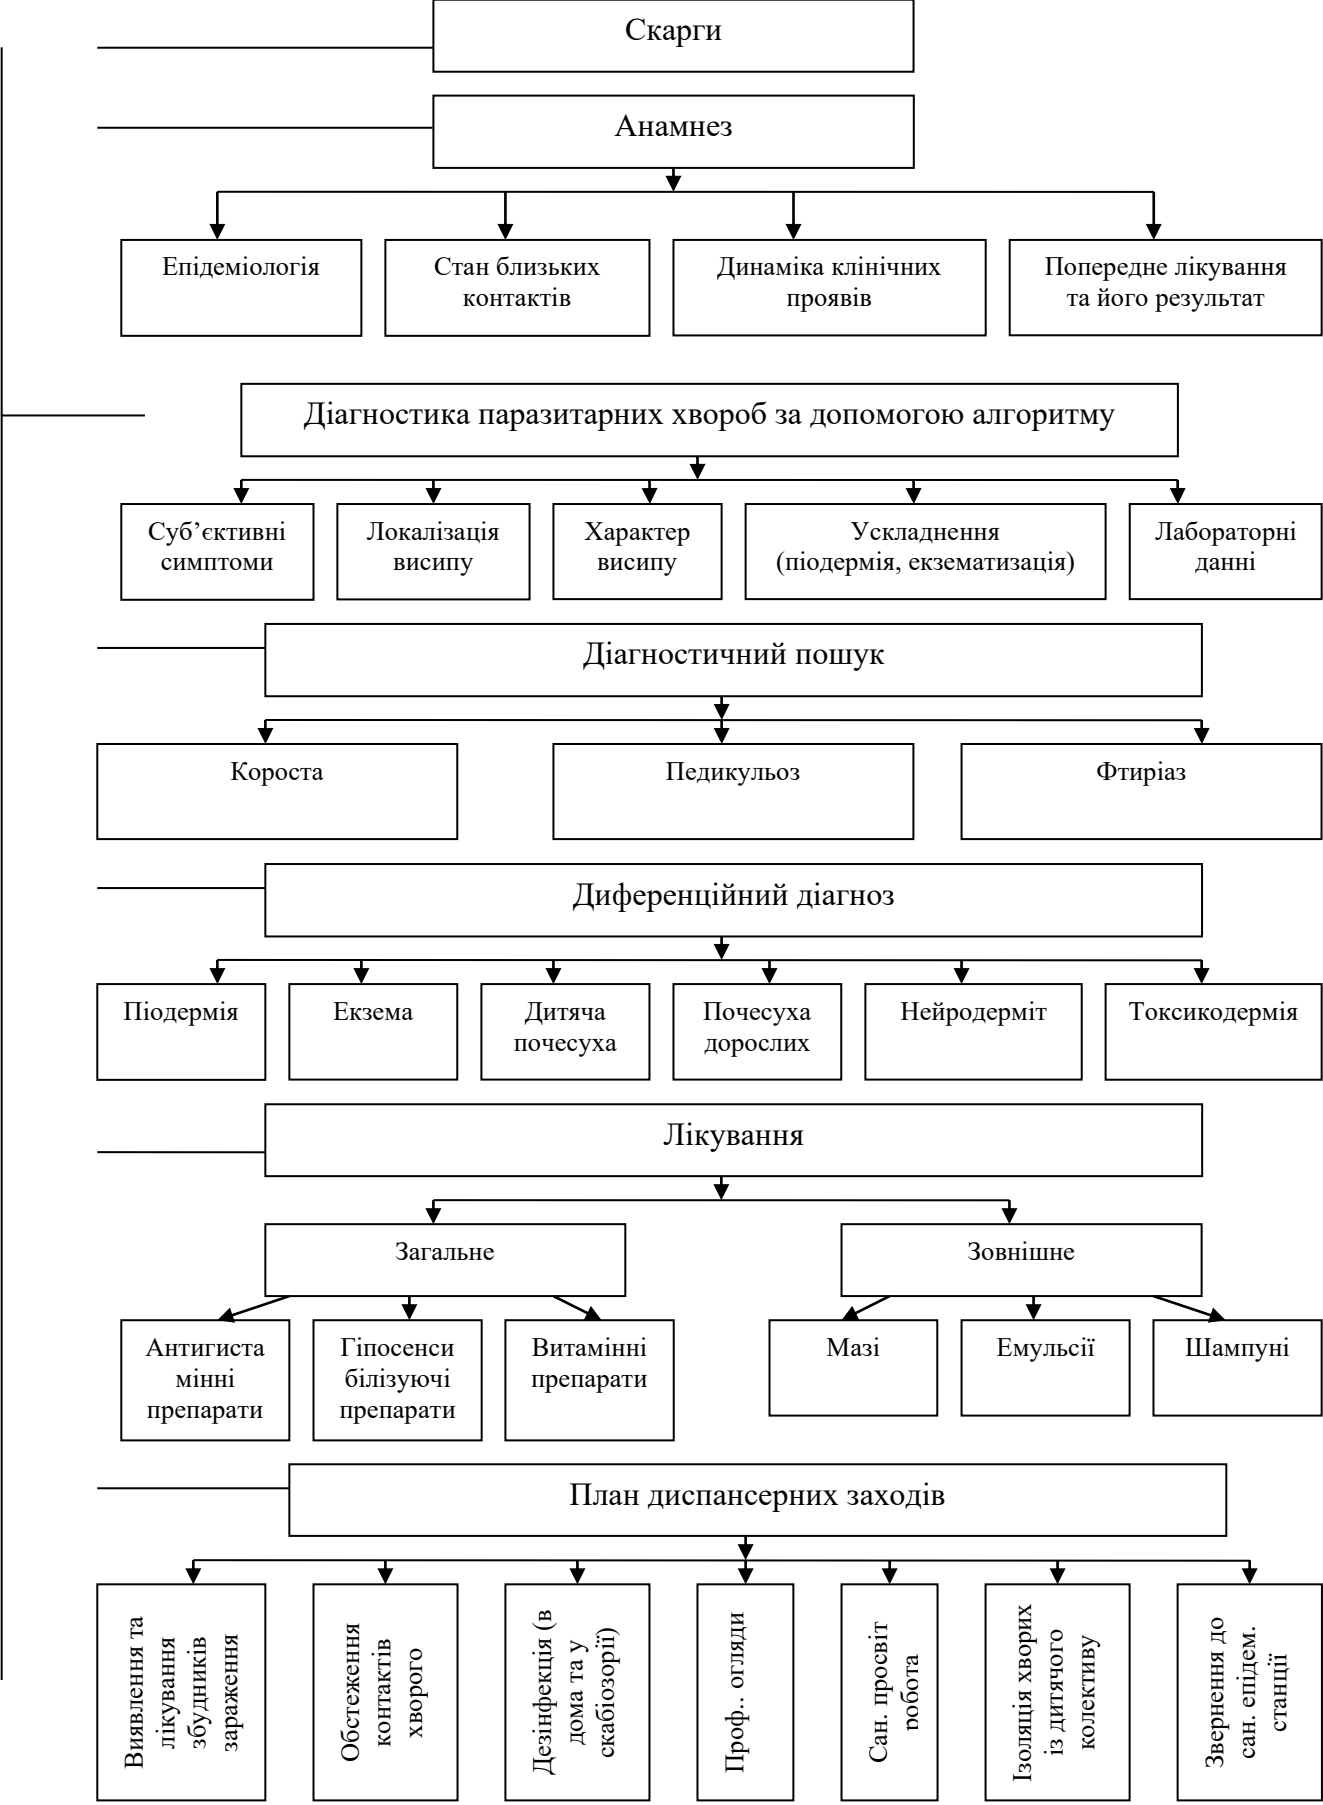 Скарги
Анамнез
Епідеміологія
Стан близьких
контактів
Динаміка клінічних
проявів
Попередне лікування
та його результат
Діагностика паразитарних хвороб за допомогою алгоритму
Суб’єктивні
симптоми
Локалізація
висипу
Характер
висипу
Ускладнення
(піодермія, екзематизація)
Лабораторні
данні
Діагностичний пошук
Короста
Педикульоз
Фтиріаз
Диференційний діагноз
Піодермія
Екзема
Дитяча
почесуха
Почесуха
дорослих
Нейродерміт
Токсикодермія
Лікування
Загальне
Зовнішне
Антигиста
мінні
препарати
Гіпосенси
білізуючі
препарати
Витамінні
препарати
Мазі
Емульсії
Шампуні
План диспансерних заходів
Виявлення та
лікування
збудників
зараження
Обстеження
контактів
хворого
Дезінфекція (в
дома та у
скабіозорії)
Проф.. огляди
Сан. просвіт
робота
Ізоляція хворих
із дитячого
колективу
Звернення до
сан. епідем.
станції